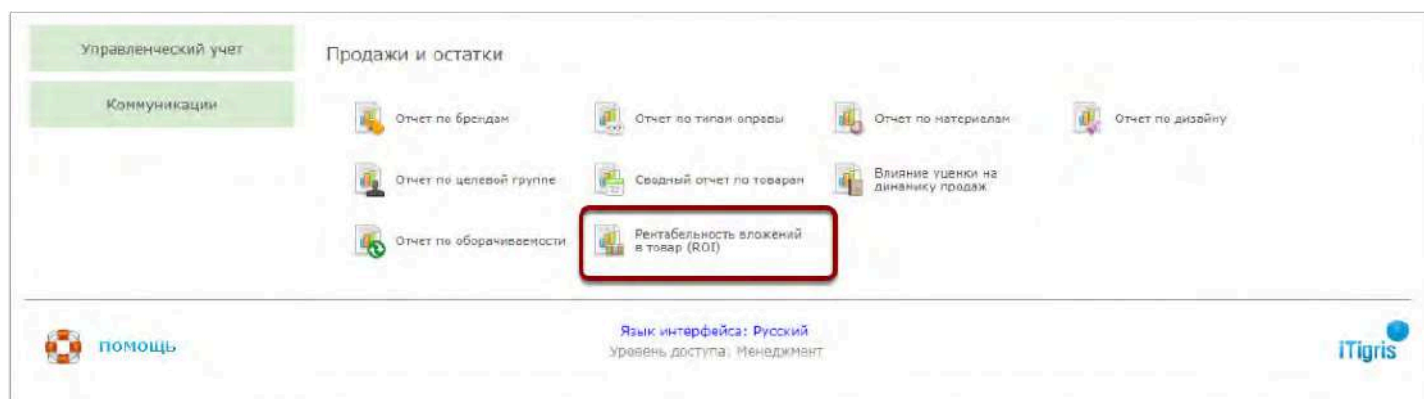 Управленческий учет
Продажи и остатки
Коммуникации
Отчет по брендам
Отчет по типам оправы
Отчет по материалам
Отчет по дизайну
Отчет по целевой группе
Сводный отчет по товарам
Влияние уценки на
динамику продаж
Отчет по оборачиваемости
Рентабельность вложений
в товар (ROI)
ПОМОЩЬ
Язык интерфейса: Русский
Уровень доступа: Менеджмент
iTigris